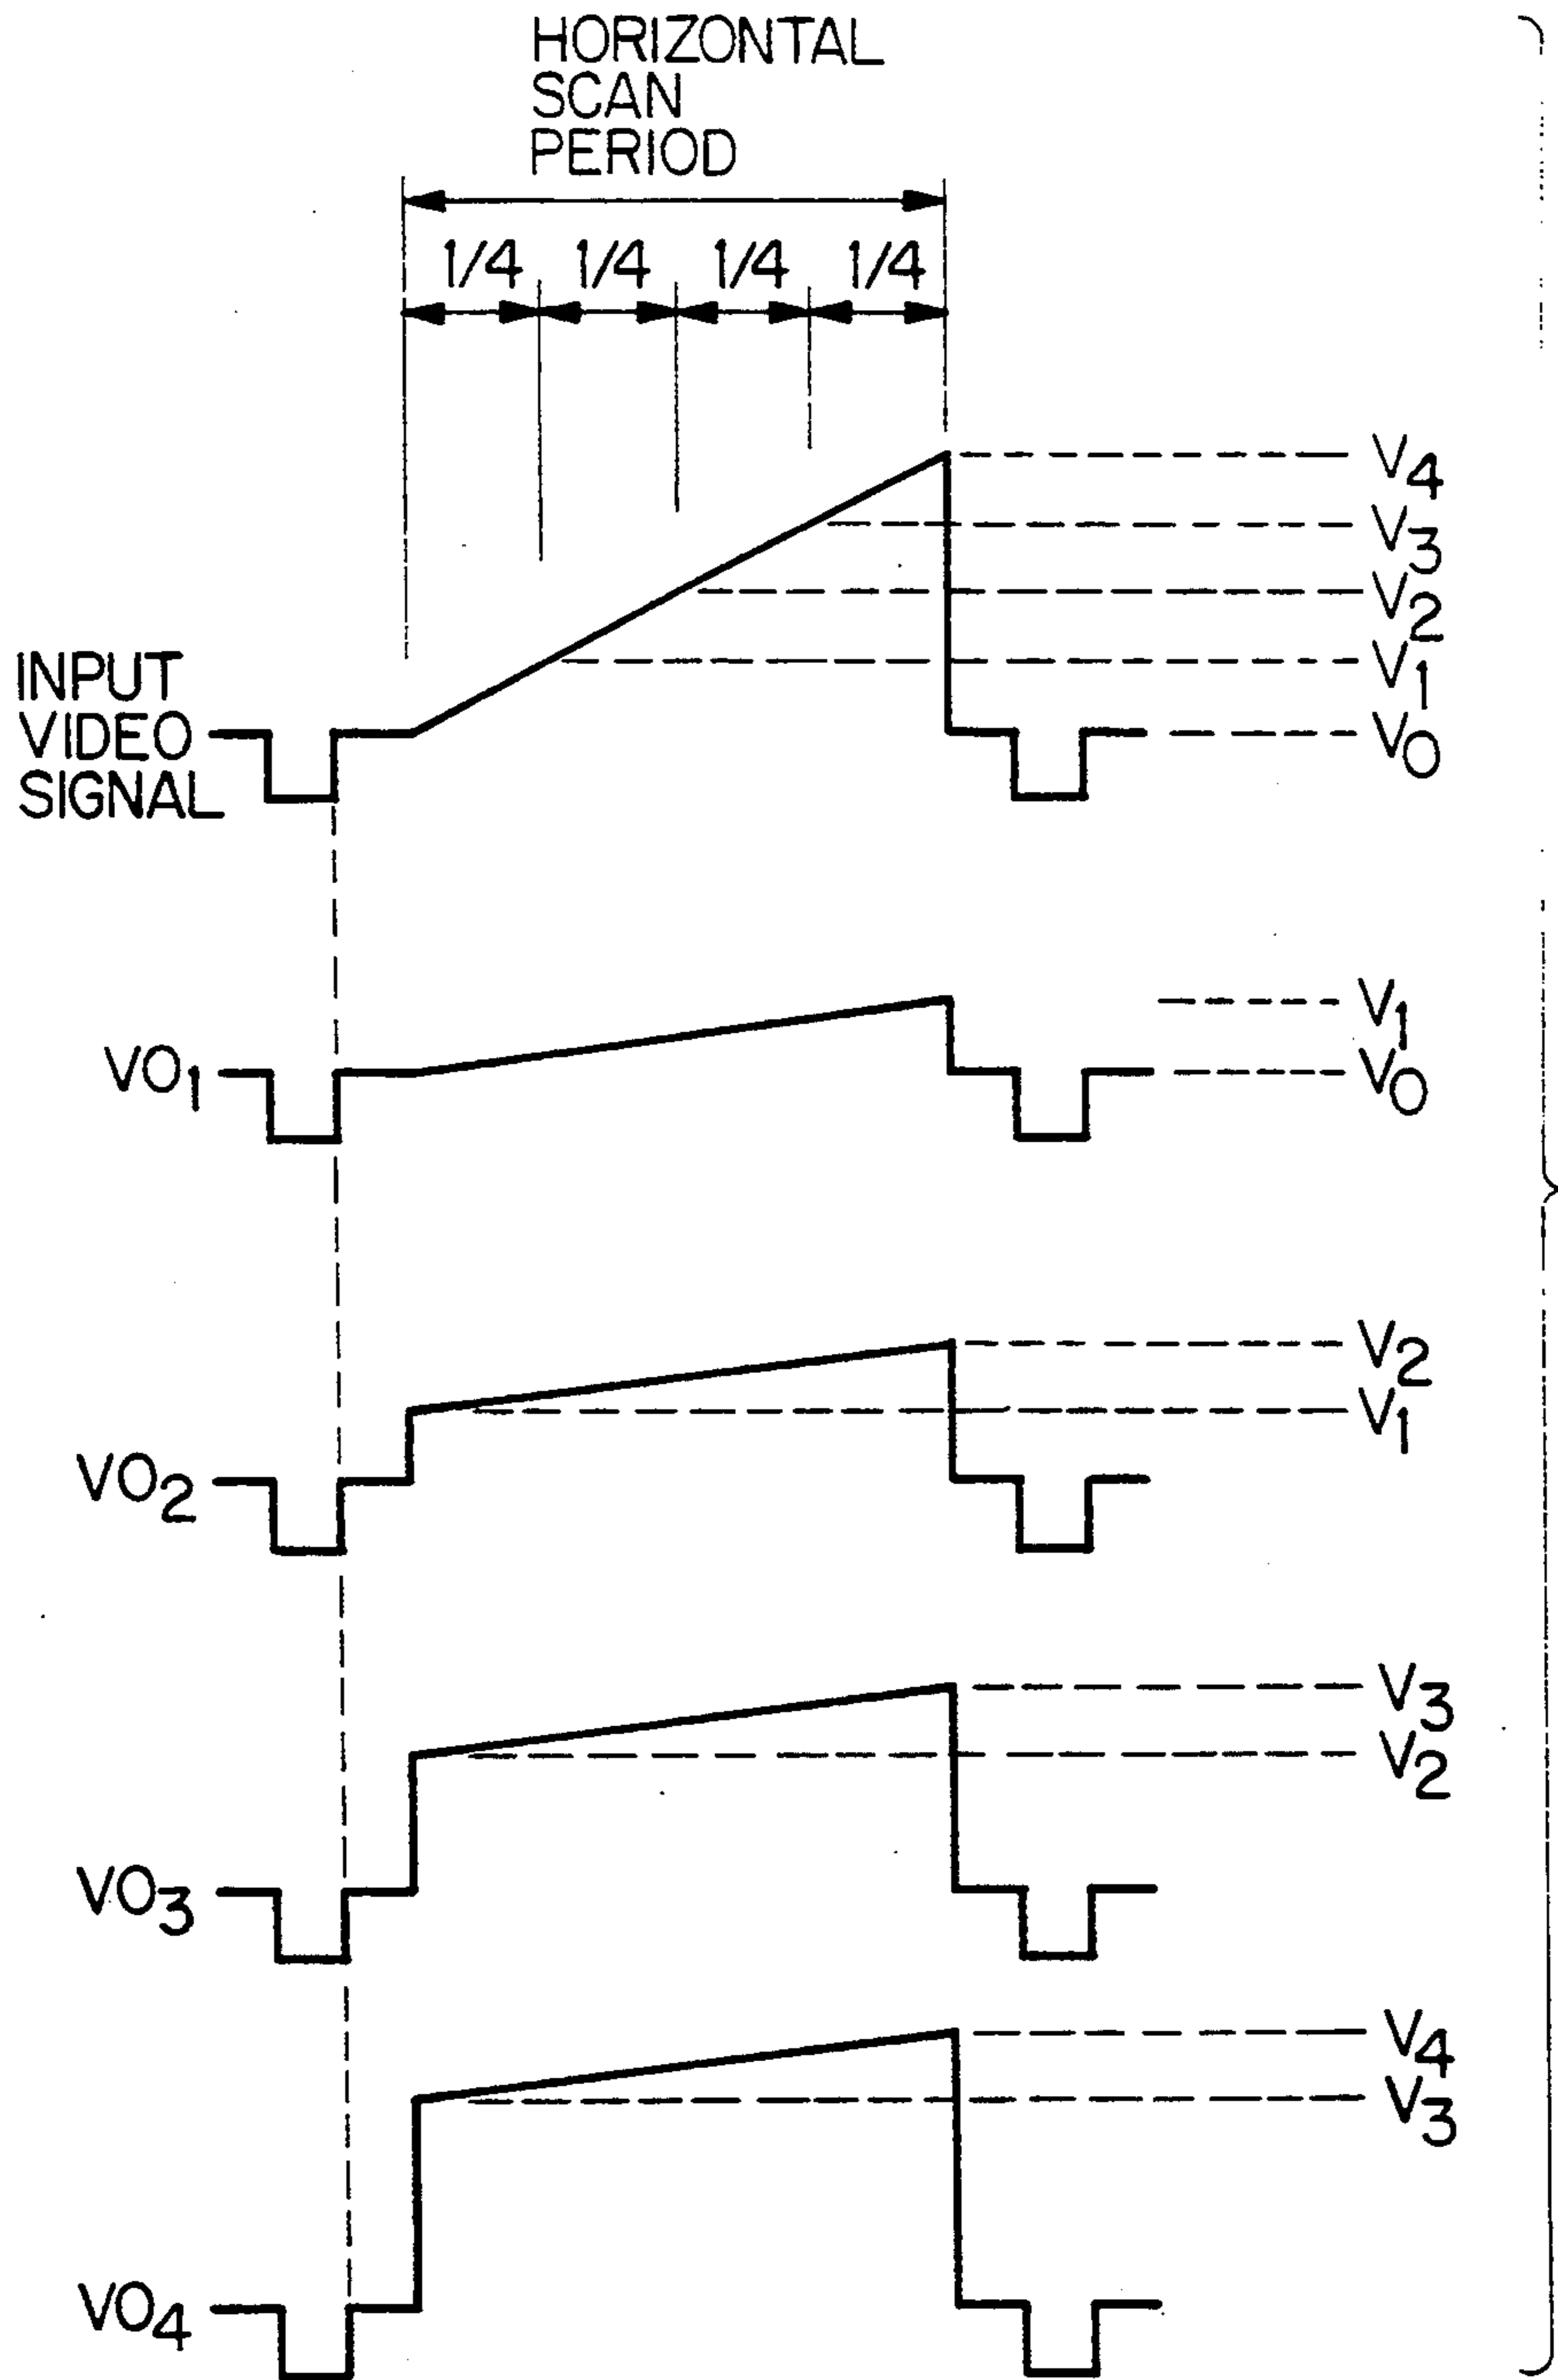 HORIZONTAL
SCAN
PERIOD
1/4 1/4 1/4 1/4
V4
V3
V2
V1
V0
INPUT
VIDEO
SIGNAL
VO1
V1
V0
VO2
V2
V1
VO3
V3
V2
VO4
V4
V3